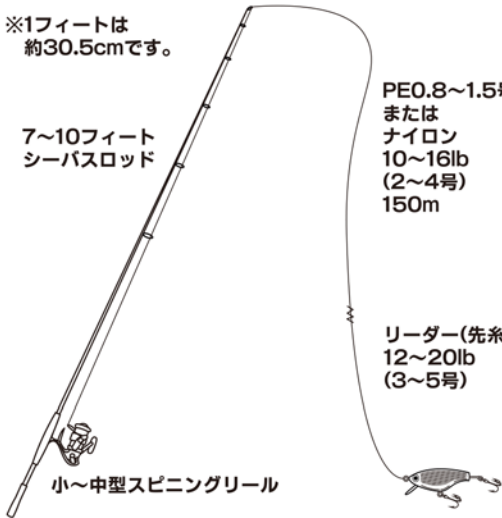 ※1フィートは
約30.5cmです。
7〜10フィート
シーバスロッド
PE0.8〜1.5号
または
ナイロン
10〜16lb
(2〜4号)
150m
リーダー(先糸
12〜20lb
(3〜5号)
小〜中型スピニングリール